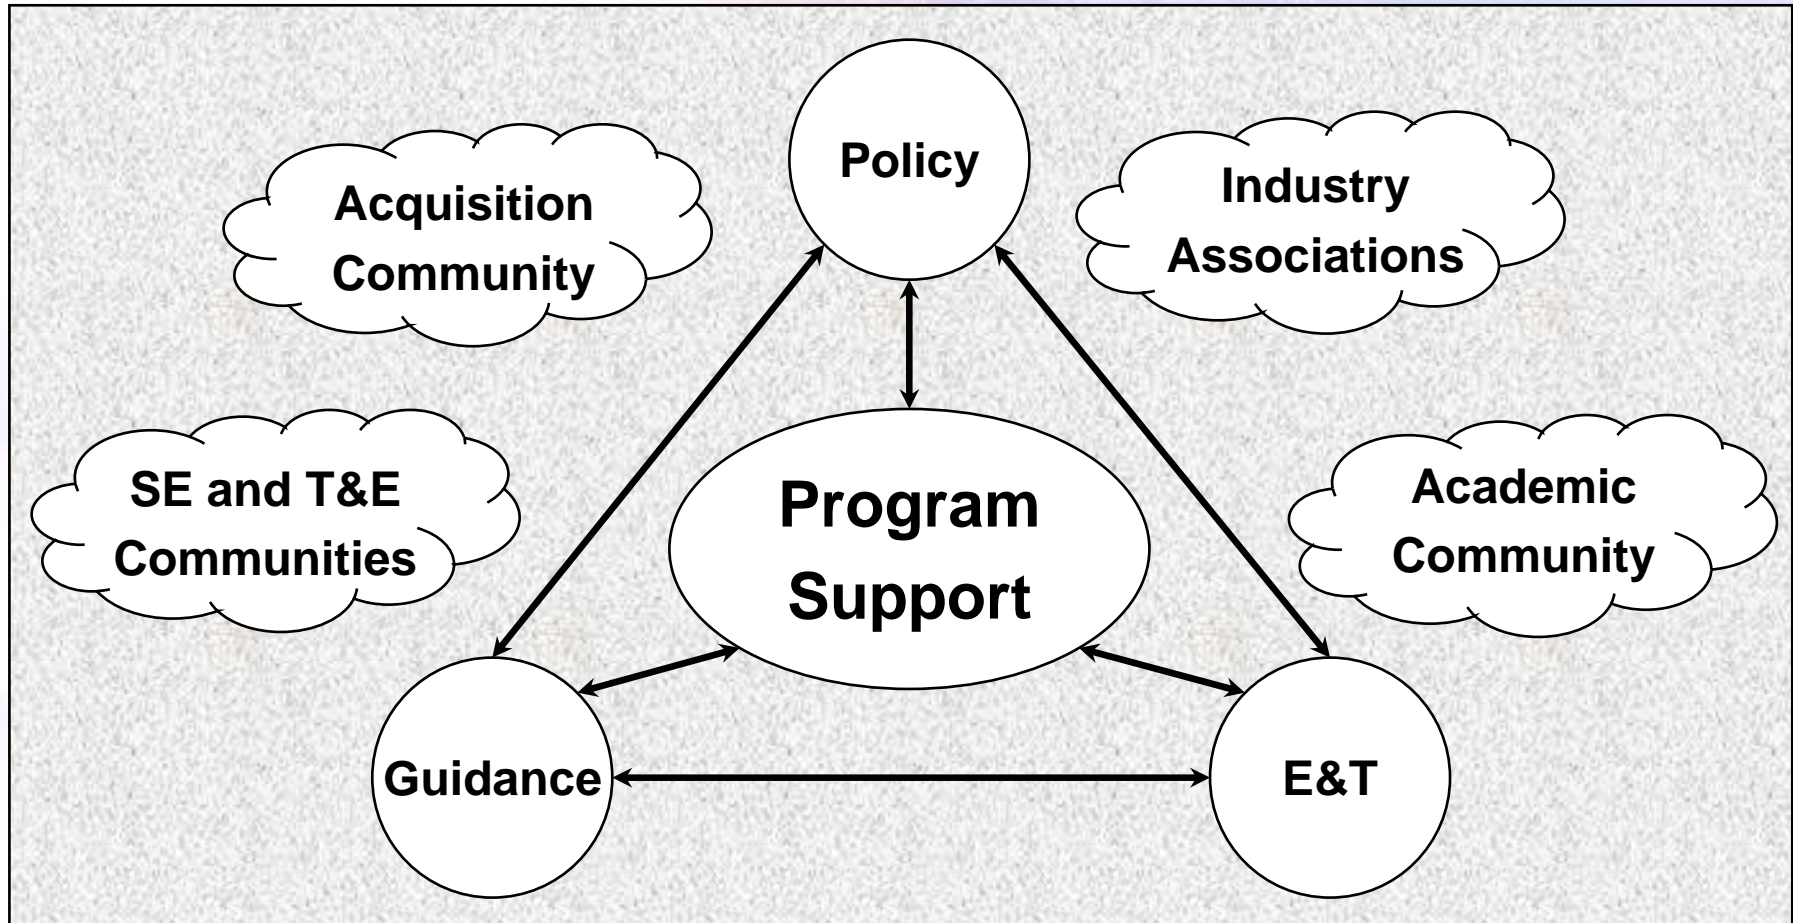 Policy
Acquisition
Community
Industry
Associations
SE and T&E
Communities
Program
Support
Academic
Community
Guidance
E&T